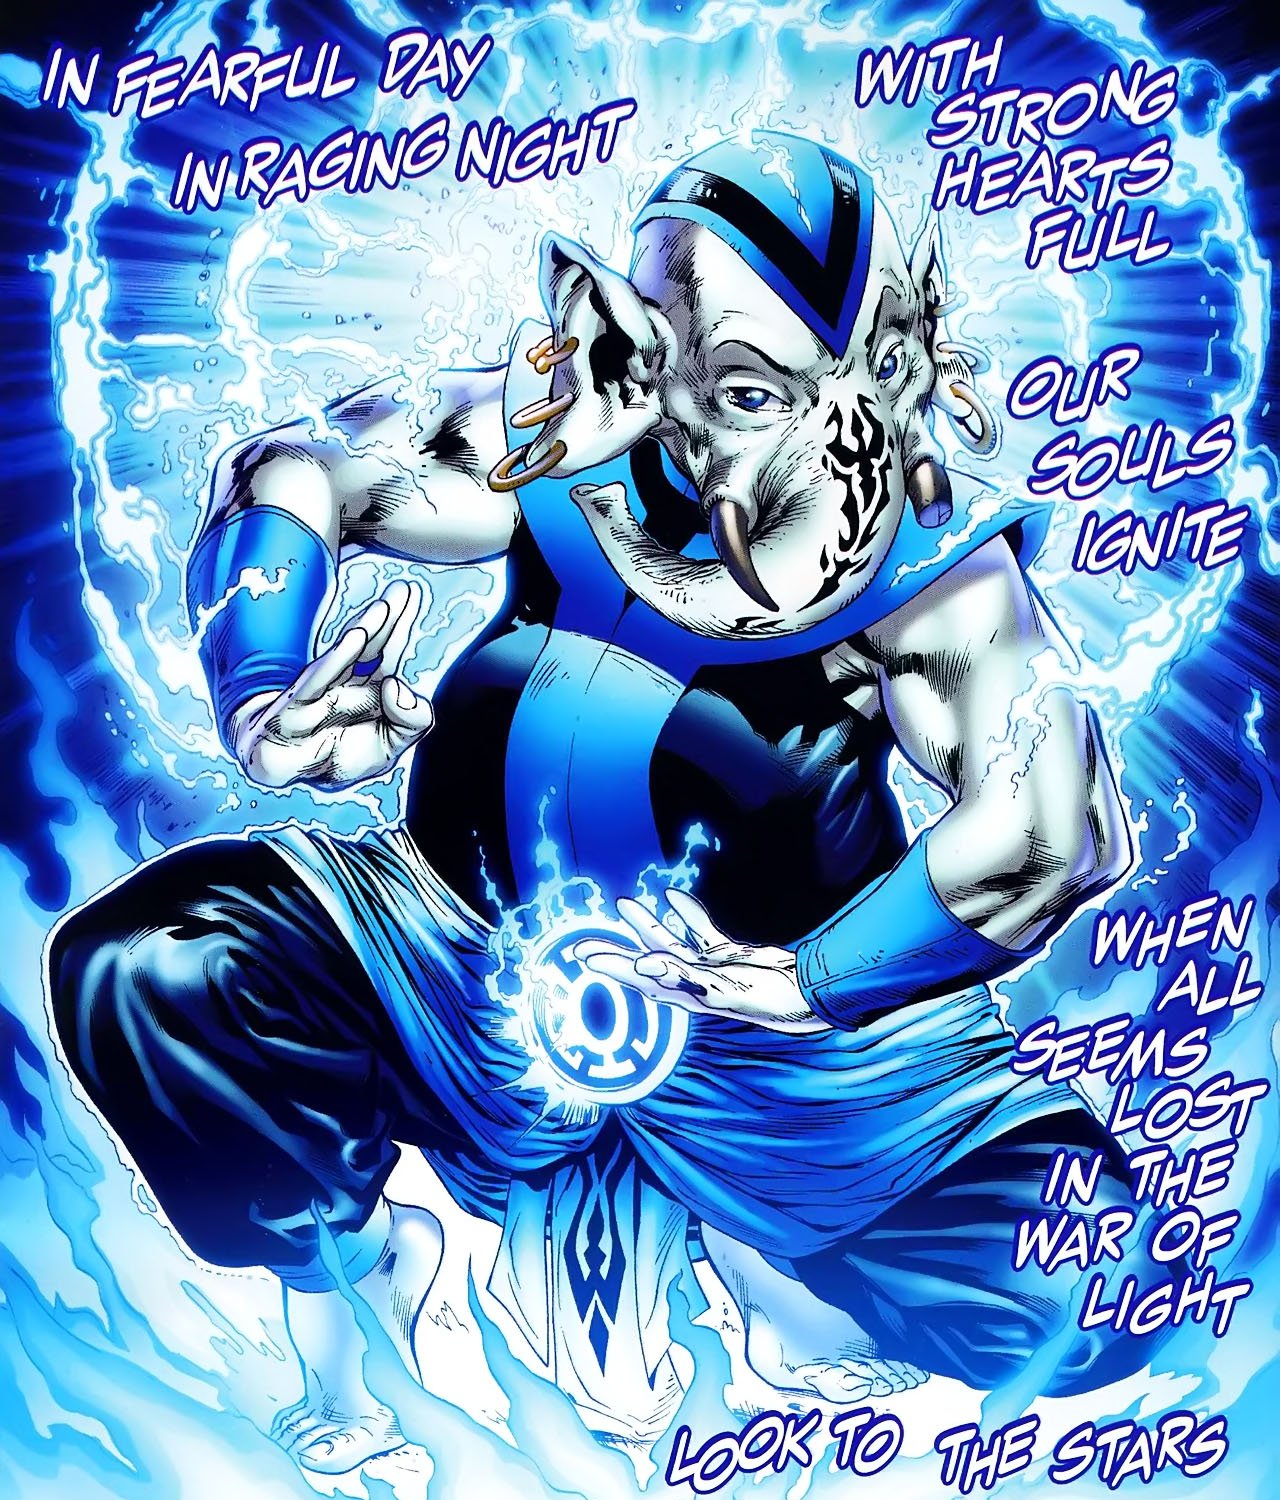 IN FEARFUL DAY
IN RAGING NIGHT
WITH
STRONG
HEARTS
FULL
OUR
SOULS
IGNITE
WHEN
ALL
SEEMS
LOST
IN THE
WAR OF
LIGHT
LOOK TO THE STARS